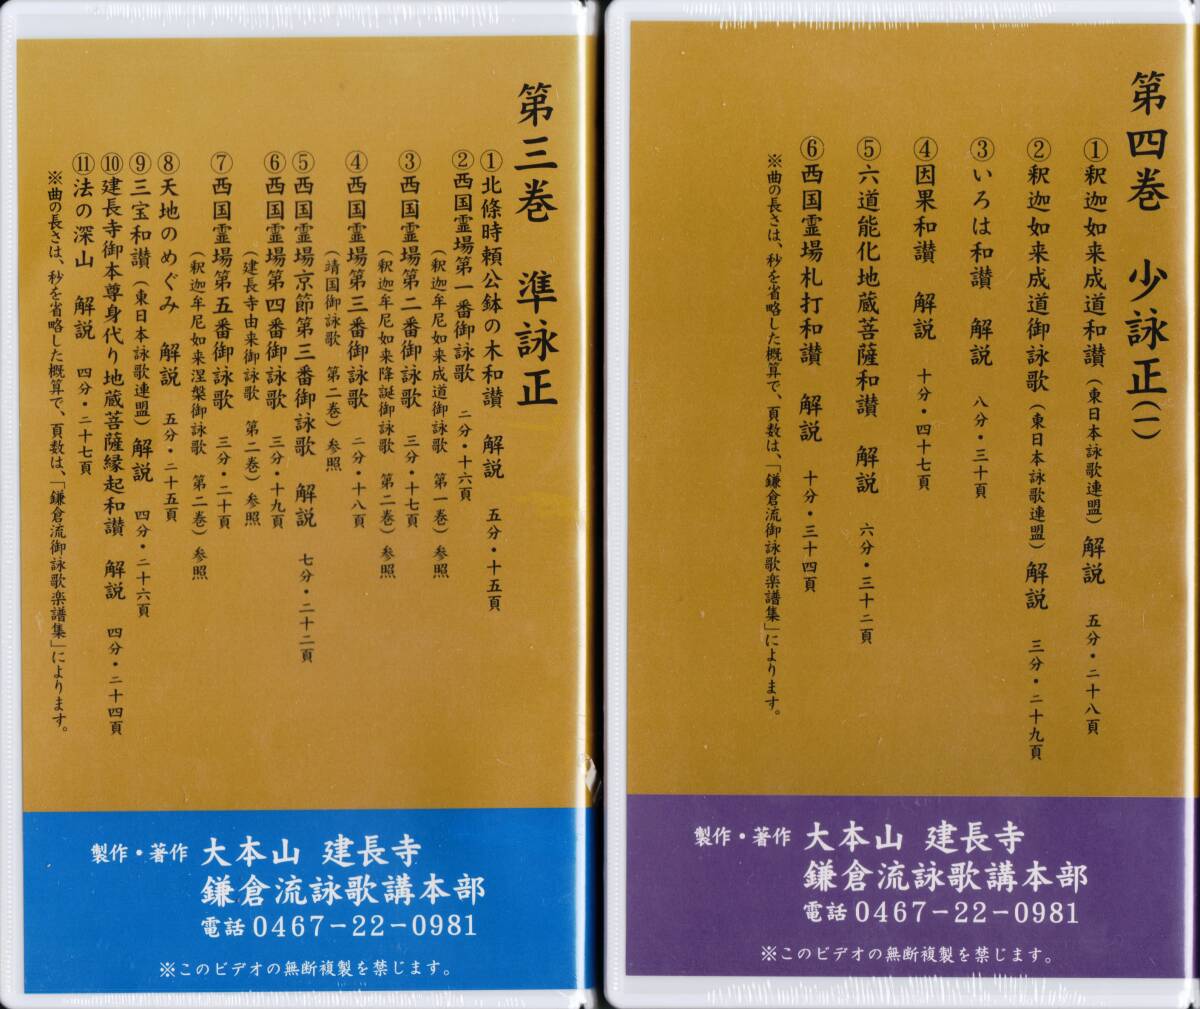 第三巻 準詠正
①北條時頼公鉢の木和讃 解説 五分・十五頁
②西国霊場第一番御詠歌 二分・十六頁
(釈迦牟尼如来成道御詠歌 第一巻)参照
③西国霊場第二番御詠歌 三分・十七頁
(釈迦牟尼如来降誕御詠歌 第二巻)参照
④西国霊場第三番御詠歌 二分・十八頁
(靖国御詠歌 第二巻)参照
⑤西国霊場京節第三番御詠歌 解説 七分・二十二頁
⑥西国霊場第四番御詠歌 三分・十九頁
(建長寺由来御詠歌 第二巻)参照
⑦西国霊場第五番御詠歌 三分・二十頁
(釈迦牟尼如来涅槃御詠歌 第二巻)参照
⑧天地のめぐみ 解説 五分・二十五頁
⑨三宝和讃(東日本詠歌連盟)解説 四分・二十六頁
⑩建長寺御本尊身代り地蔵菩薩縁起和讃 解説 四分・二十四頁
⑪法の深山 解説 四分・二十七頁
※曲の長さは、秒を省略した概算で、頁数は、「鎌倉流御詠歌楽譜集」によります。
製作・著作 大本山 建長寺
鎌倉流詠歌講本部
電話 0467-22-0981
※このビデオの無断複製を禁じます。
第四巻 少詠正(一)
①釈迦如来成道和讃(東日本詠歌連盟)解説 五分・二十八頁
②釈迦如来成道御詠歌(東日本詠歌連盟)解説 三分・二十九頁
③いろは和讃 解説 八分・三十頁
④因果和讃 解説 十分・四十七頁
⑤六道能化地蔵菩薩和讃 解説 六分・三十二頁
⑥西国霊場札打和讃 解説 十分・三十四頁
※曲の長さは、秒を省略した概算で、頁数は、「鎌倉流御詠歌楽譜集」によります。
製作・著作 大本山 建長寺
鎌倉流詠歌講本部
電話 0467-22-0981
※このビデオの無断複製を禁じます。